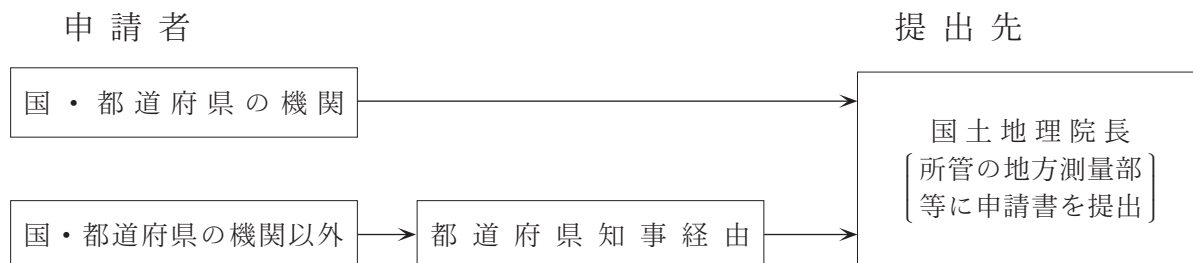 申請者
提出先
国・都道府県の機関
国土地理院長
所管の地方測量部
等に申請書を提出
国・都道府県の機関以外
都道府県知事経由